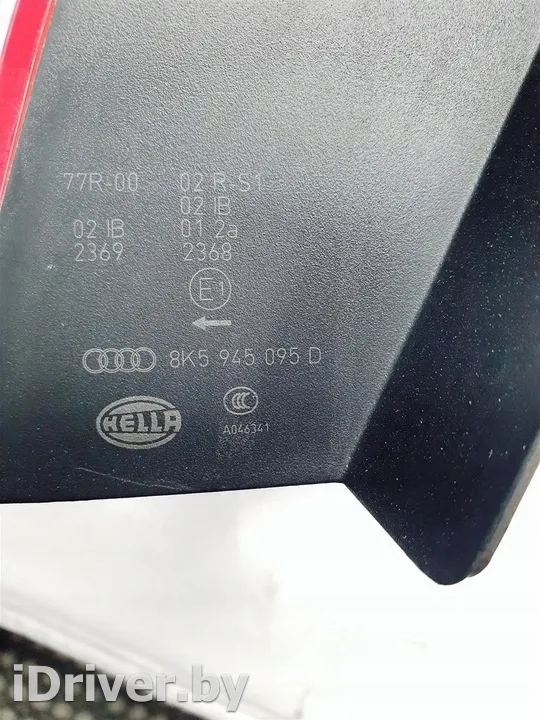 77R-00 02 R-S1
02 IB
02 IB 01 2a
2369 2368
E1
8K5 945 095 D
HELLA
CCC
A046341
iDriver.by